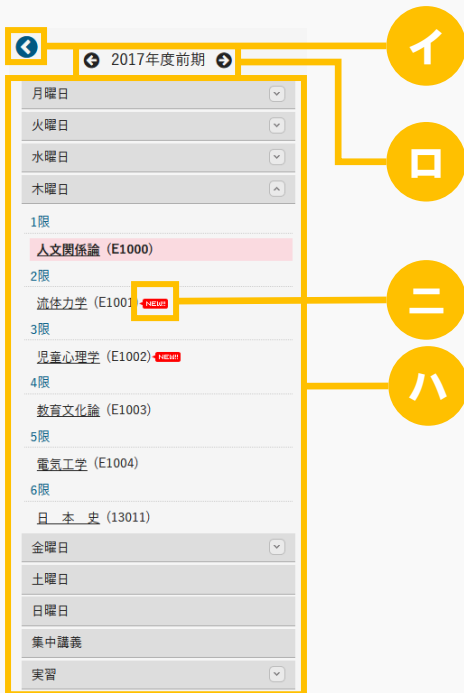 イ
2017年度前期
ロ
月曜日
火曜日
水曜日
木曜日
1限
人文関係論 (E1000)
2限
流体力学 (E1001) NEW!!
ニ
3限
児童心理学 (E1002) NEW!!
ハ
4限
教育文化論 (E1003)
5限
電気工学 (E1004)
6限
日 本 史 (13011)
金曜日
土曜日
日曜日
集中講義
実習